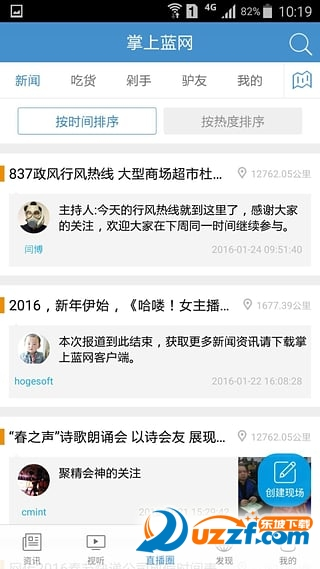 4G 82% 10:19
掌上蓝网
新闻 吃货 剁手 驴友 我的
按时间排序 按热度排序
837政风行风热线 大型商场超市杜... 12762.05公里
主持人:今天的行风热线就到这里了，感谢大家
的关注，欢迎大家在下周同一时间继续参与。
闫博 2016-01-24 09:51:40
2016，新年伊始，《哈喽！女主播... 1677.39公里
本次报道到此结束，获取更多新闻资讯请下载掌
上蓝网客户端。
hogesoft 2016-01-22 16:08:28
“春之声”诗歌朗诵会 以诗会友 展现... 12762.05公里
聚精会神的关注
创建现场
cmint
东坡下载
www.uzzf.com
资讯 视听 直播圈 发现 我的